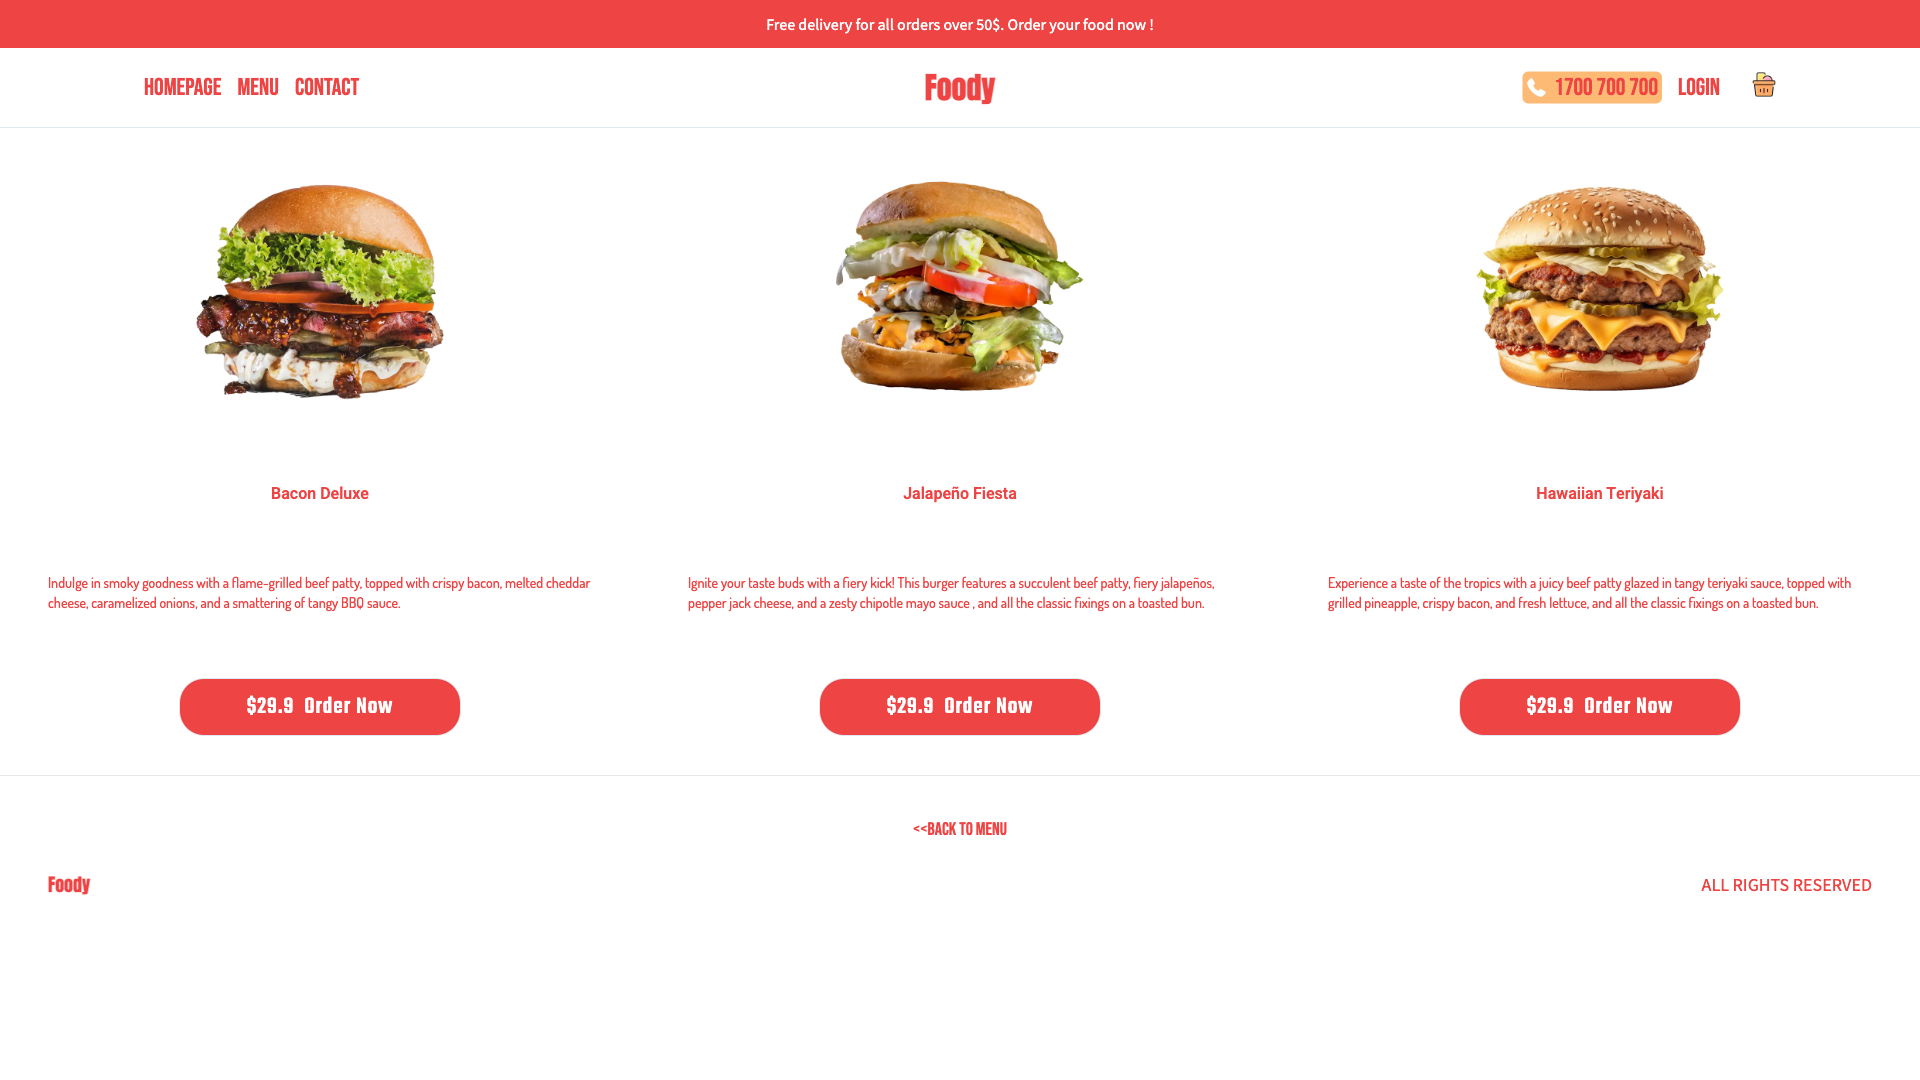 Free delivery for all orders over 50$. Order your food now !
HOMEPAGE MENU CONTACT
Foody
1700 700 700 LOGIN
Bacon Deluxe
Indulge in smoky goodness with a flame-grilled beef patty, topped with crispy bacon, melted cheddar
cheese, caramelized onions, and a smattering of tangy BBQ sauce.
$29.9 Order Now
Jalapeño Fiesta
Ignite your taste buds with a fiery kick! This burger features a succulent beef patty, fiery jalapeños,
pepper jack cheese, and a zesty chipotle mayo sauce , and all the classic fixings on a toasted bun.
$29.9 Order Now
Hawaiian Teriyaki
Experience a taste of the tropics with a juicy beef patty glazed in tangy teriyaki sauce, topped with
grilled pineapple, crispy bacon, and fresh lettuce, and all the classic fixings on a toasted bun.
$29.9 Order Now
<<BACK TO MENU
Foody
ALL RIGHTS RESERVED